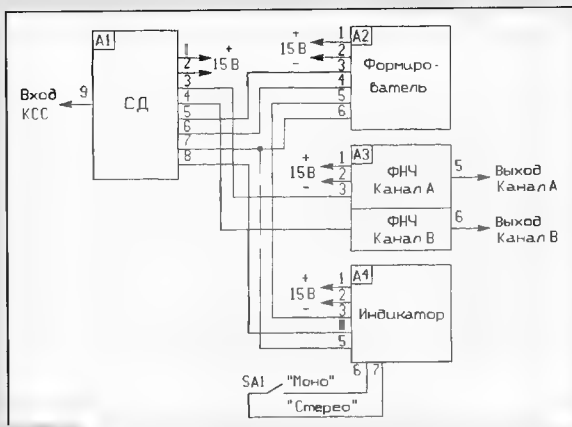 A1
СД
Вход
КСС
9
1
2
3
4
5
6
7
8
+
15 В
A2
Формиро-
ватель
+
15 В
−
1
2
3
4
5
6
A3
ФНЧ
Канал А
ФНЧ
Канал В
+
15 В
−
1
2
3
5
Выход
Канал А
6
Выход
Канал В
A4
Индикатор
+
15 В
−
1
2
3
5
6
7
SA1
"Моно"
"Стерео"